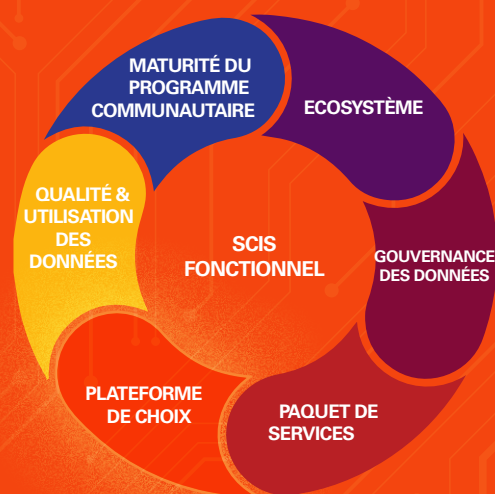 MATURITÉ DU
PROGRAMME
COMMUNAUTAIRE
ECOSYSTÈME
GOUVERNANCE
DES DONNÉES
PAQUET DE
SERVICES
PLATEFORME
DE CHOIX
QUALITÉ &
UTILISATION
DES
DONNÉES
SCIS
FONCTIONNEL